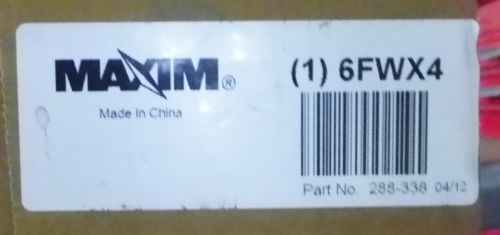 MAXIM®
Made In China
(1) 6FWX4
Part No. 288-338 04/12